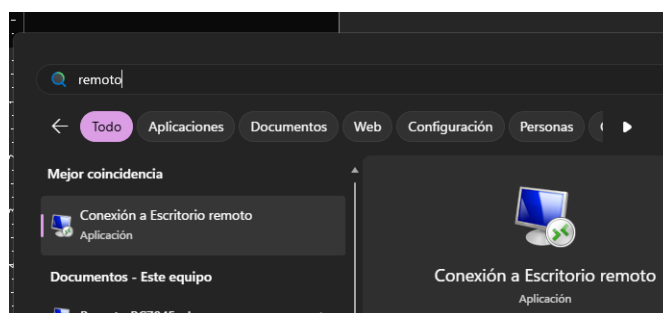 remoto
Todo Aplicaciones Documentos Web Configuración Personas
Mejor coincidencia
Conexión a Escritorio remoto
Aplicación
Documentos - Este equipo
Conexión a Escritorio remoto
Aplicación